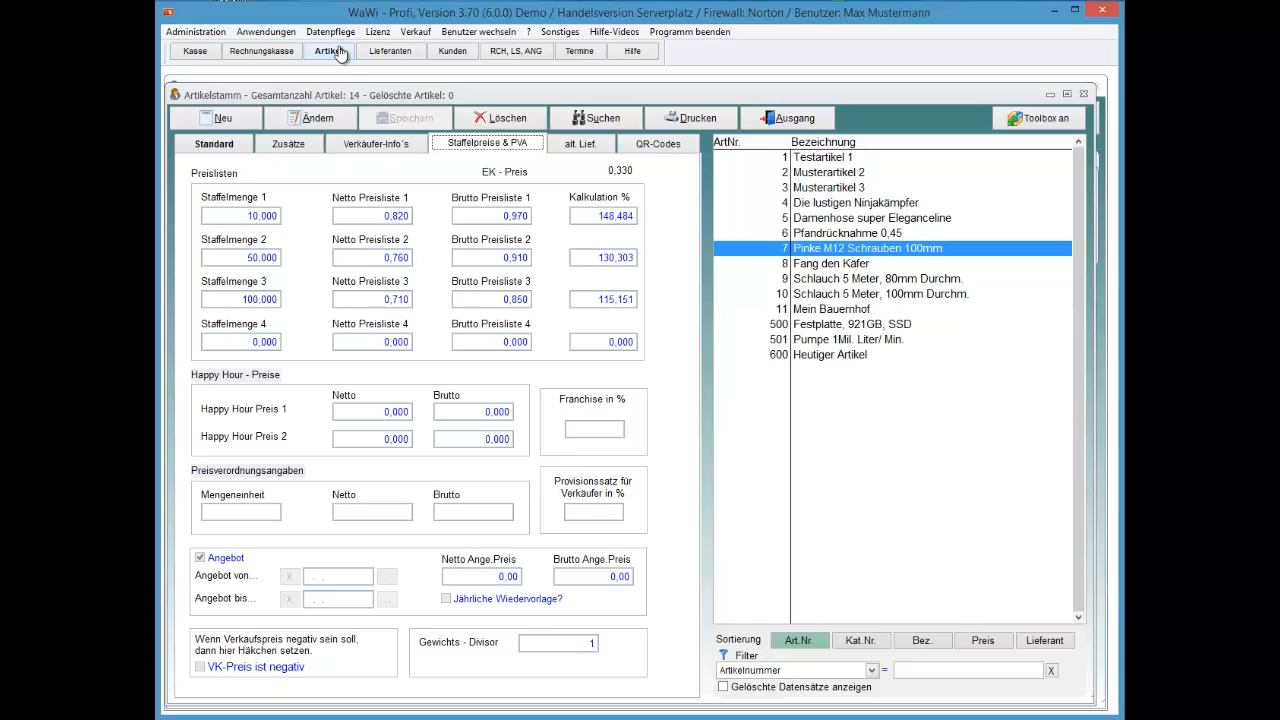 WaWi - Profi, Version 3.70 (6.0.0) Demo / Handelsversion Serverplatz / Firewall: Norton / Benutzer: Max Mustermann
Administration Anwendungen Datenpflege Lizenz Verkauf Benutzer wechseln ? Sonstiges Hilfe-Videos Programm beenden
Kasse Rechnungskasse Artikel Lieferanten Kunden RCH, LS, ANG Termine Hilfe
Artikelstamm - Gesamtanzahl Artikel: 14 - Gelöschte Artikel: 0
Neu Ändern Speichern Löschen Suchen Drucken Ausgang Toolbox an
Standard Zusätze Verkäufer-Info´s Staffelpreise & PVA alt. Lief. QR-Codes
Preislisten EK - Preis 0,330
Staffelmenge 1 Netto Preisliste 1 Brutto Preisliste 1 Kalkulation %
10,000 0,820 0,970 148,484
Staffelmenge 2 Netto Preisliste 2 Brutto Preisliste 2
50,000 0,760 0,910 130,303
Staffelmenge 3 Netto Preisliste 3 Brutto Preisliste 3
100,000 0,710 0,850 115,151
Staffelmenge 4 Netto Preisliste 4 Brutto Preisliste 4
0,000 0,000 0,000 0,000
Happy Hour - Preise
Netto Brutto
Happy Hour Preis 1 0,000 0,000
Happy Hour Preis 2 0,000 0,000
Franchise in %
Preisverordnungsangaben
Mengeneinheit Netto Brutto
Provisionssatz für
Verkäufer in %
Angebot Netto Ange.Preis Brutto Ange.Preis
Angebot von... X . . ... 0,00 0,00
Angebot bis... X . . ... Jährliche Wiedervorlage?
Wenn Verkaufspreis negativ sein soll,
dann hier Häkchen setzen.
VK-Preis ist negativ
Gewichts - Divisor 1
ArtNr. Bezeichnung
1 Testartikel 1
2 Musterartikel 2
3 Musterartikel 3
4 Die lustigen Ninjakämpfer
5 Damenhose super Eleganceline
6 Pfandrücknahme 0,45
7 Pinke M12 Schrauben 100mm
8 Fang den Käfer
9 Schlauch 5 Meter, 80mm Durchm.
10 Schlauch 5 Meter, 100mm Durchm.
11 Mein Bauernhof
500 Festplatte, 921GB, SSD
501 Pumpe 1Mil. Liter/ Min.
600 Heutiger Artikel
Sortierung Art.Nr. Kat.Nr. Bez. Preis Lieferant
Filter
Artikelnummer = X
Gelöschte Datensätze anzeigen